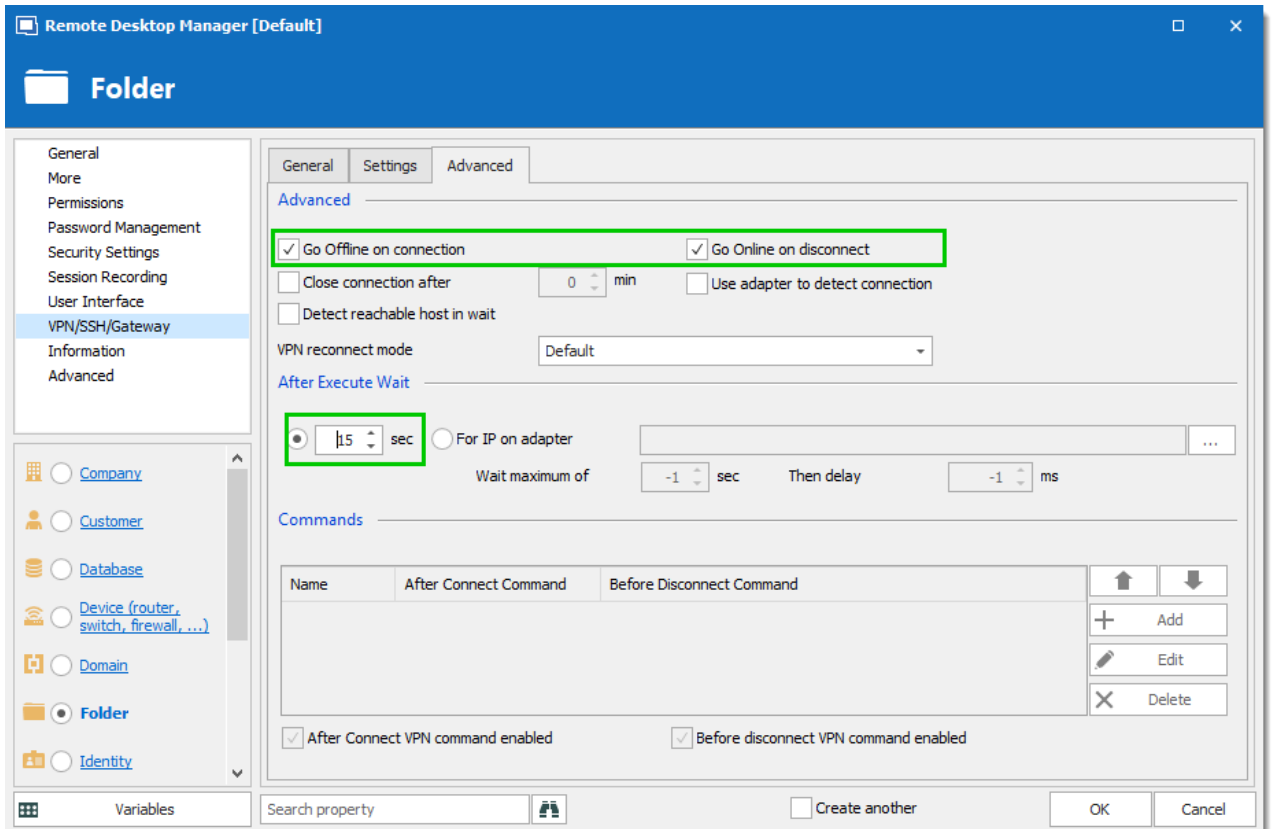 Remote Desktop Manager [Default]
Folder
General
More
Permissions
Password Management
Security Settings
Session Recording
User Interface
VPN/SSH/Gateway
Information
Advanced
Company
Customer
Database
Device (router,
switch, firewall, ...)
Domain
Folder
Identity
Variables
General Settings Advanced
Advanced
Go Offline on connection Go Online on disconnect
Close connection after 0 min Use adapter to detect connection
Detect reachable host in wait
VPN reconnect mode Default
After Execute Wait
15 sec For IP on adapter ...
Wait maximum of -1 sec Then delay -1 ms
Commands
Name After Connect Command Before Disconnect Command
Add
Edit
Delete
After Connect VPN command enabled Before disconnect VPN command enabled
Search property Create another OK Cancel